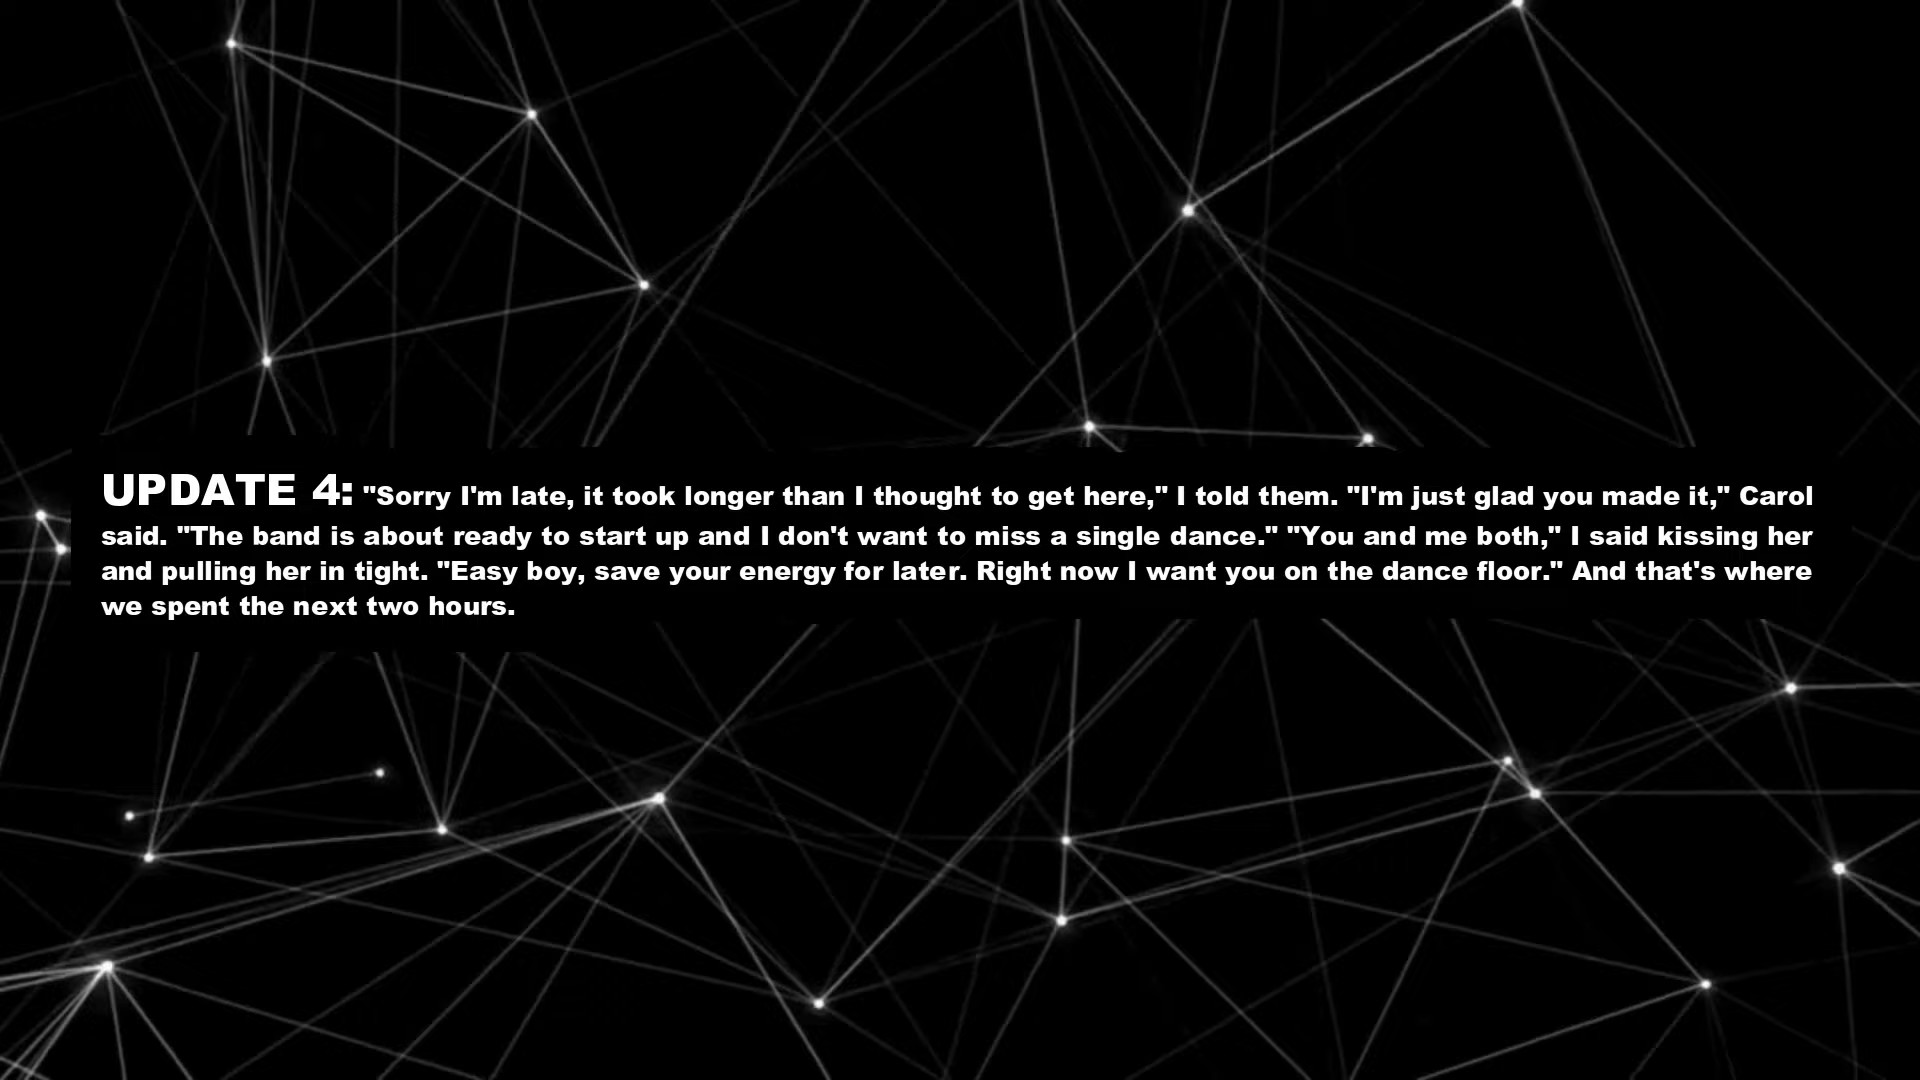 UPDATE 4: "Sorry I'm late, it took longer than I thought to get here," I told them. "I'm just glad you made it," Carol
said. "The band is about ready to start up and I don't want to miss a single dance." "You and me both," I said kissing her
and pulling her in tight. "Easy boy, save your energy for later. Right now I want you on the dance floor." And that's where
we spent the next two hours.